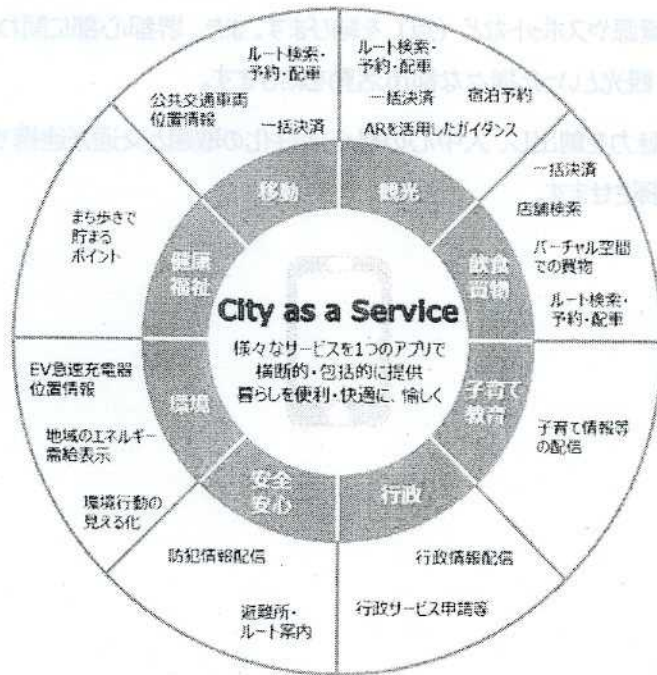 City as a Service
様々なサービスを1つのアプリで
横断的・包括的に提供
暮らしを便利・快適に、愉しく
移動
ルート検索・
予約・配車
公共交通車両
位置情報
一括決済
観光
ルート検索・
予約・配車
一括決済
宿泊予約
ARを活用したガイダンス
飲食
買物
一括決済
店舗検索
バーチャル空間
での買物
ルート検索・
予約・配車
子育て
教育
子育て情報等
の配信
行政
行政情報配信
行政サービス申請等
安全
安心
防犯情報配信
避難所・
ルート案内
環境
EV急速充電器
位置情報
地域のエネルギー
需給表示
環境行動の
見える化
健康
福祉
まち歩きで
貯まる
ポイント